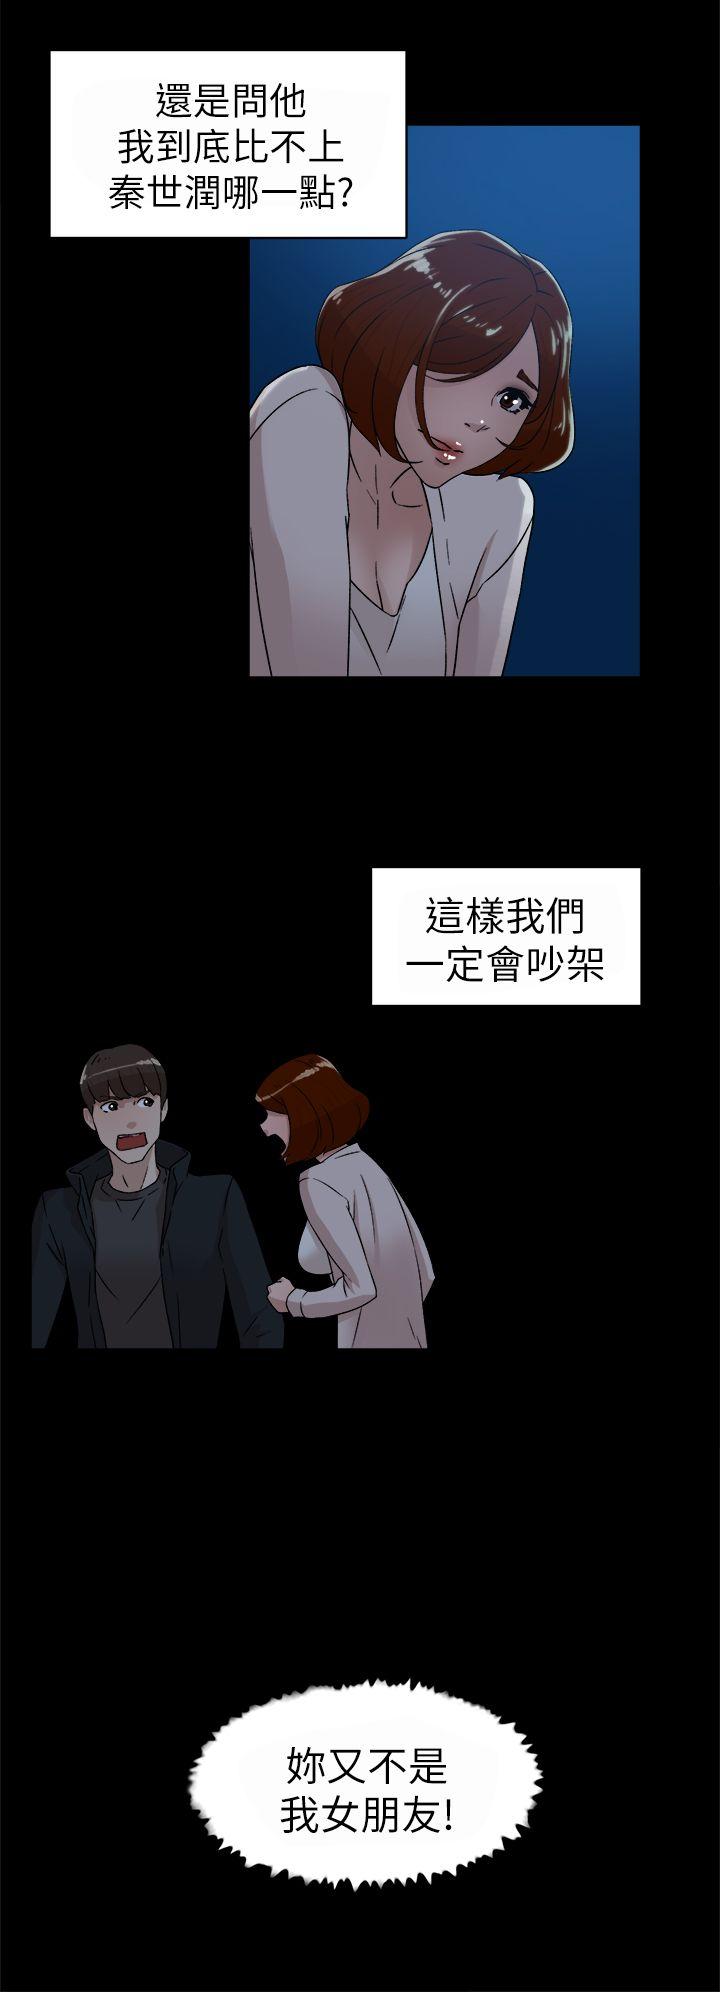 還是問他
我到底比不上
秦世潤哪一點?
這樣我們
一定會吵架
妳又不是
我女朋友!